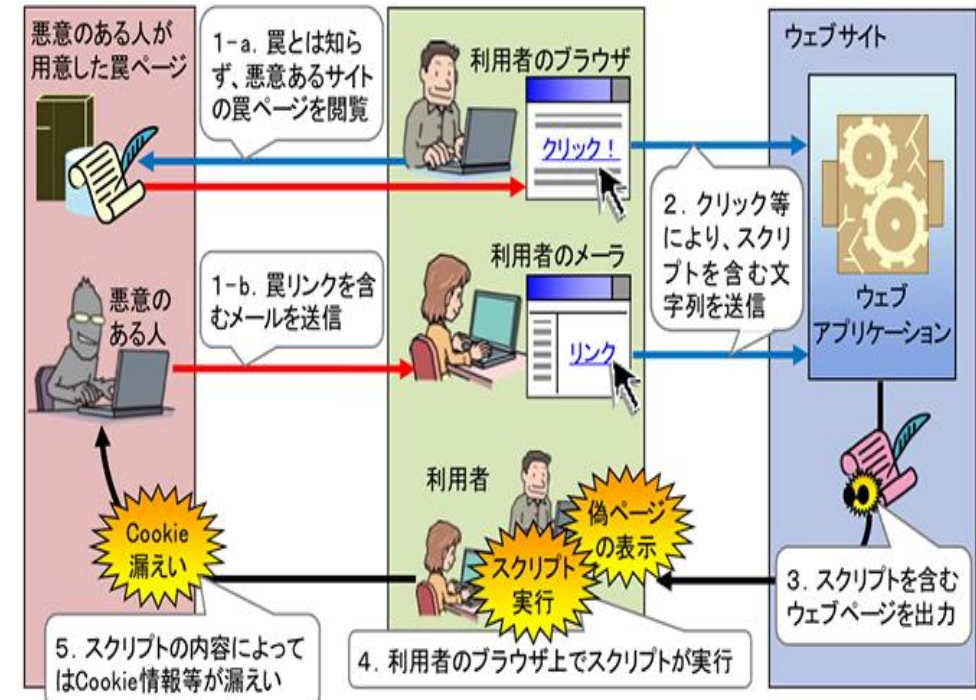 悪意のある人が
用意した罠ページ
1-a. 罠とは知ら
ず、悪意あるサイト
の罠ページを閲覧
利用者のブラウザ
クリック！
ウェブサイト
2. クリック等
により、スクリ
プトを含む文
字列を送信
ウェブ
アプリケーション
悪意の
ある人
1-b. 罠リンクを含
むメールを送信
利用者のメーラ
リンク
利用者
偽ページ
の表示
スクリプト
実行
Cookie
漏えい
3. スクリプトを含む
ウェブページを出力
4. 利用者のブラウザ上でスクリプトが実行
5. スクリプトの内容によって
はCookie情報等が漏えい